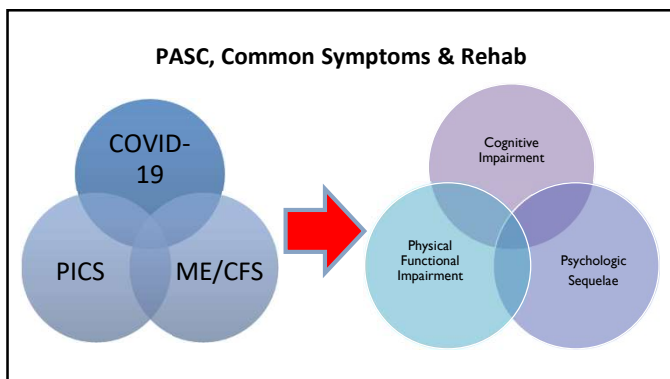 PASC, Common Symptoms & Rehab
COVID-
19
PICS
ME/CFS
Cognitive
Impairment
Physical
Functional
Impairment
Psychologic
Sequelae